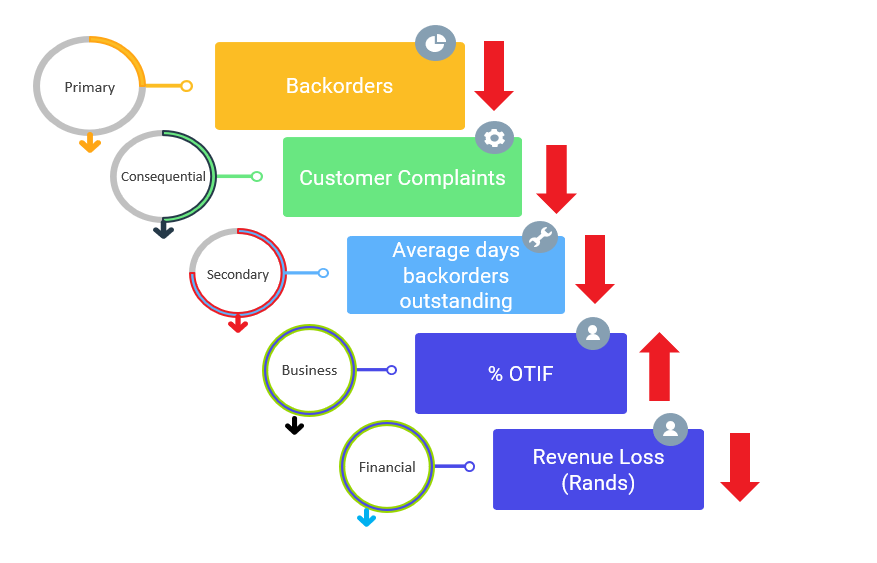 Primary
Backorders
Consequential
Customer Complaints
Secondary
Average days
backorders
outstanding
Business
% OTIF
Financial
Revenue Loss
(Rands)